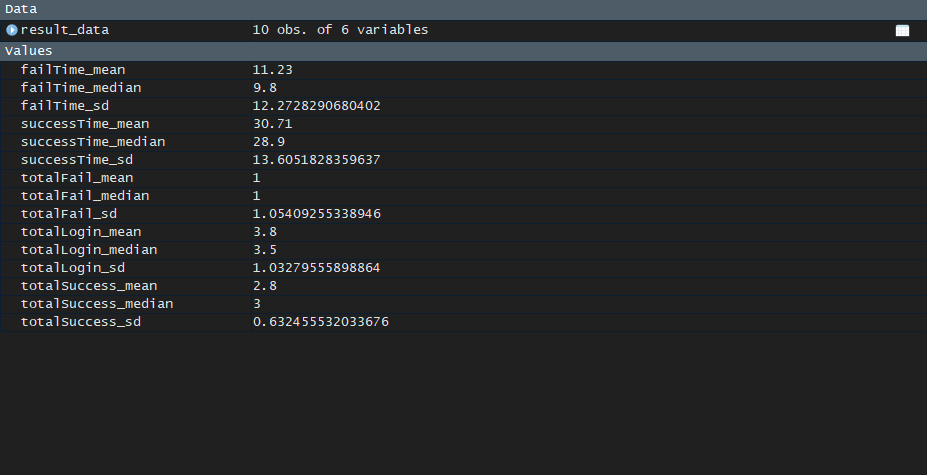 Data
result_data 10 obs. of 6 variables
Values
failTime_mean 11.23
failTime_median 9.8
failTime_sd 12.2728290680402
successTime_mean 30.71
successTime_median 28.9
successTime_sd 13.6051828359637
totalFail_mean 1
totalFail_median 1
totalFail_sd 1.05409255338946
totalLogin_mean 3.8
totalLogin_median 3.5
totalLogin_sd 1.03279555898864
totalSuccess_mean 2.8
totalSuccess_median 3
totalSuccess_sd 0.632455532033676